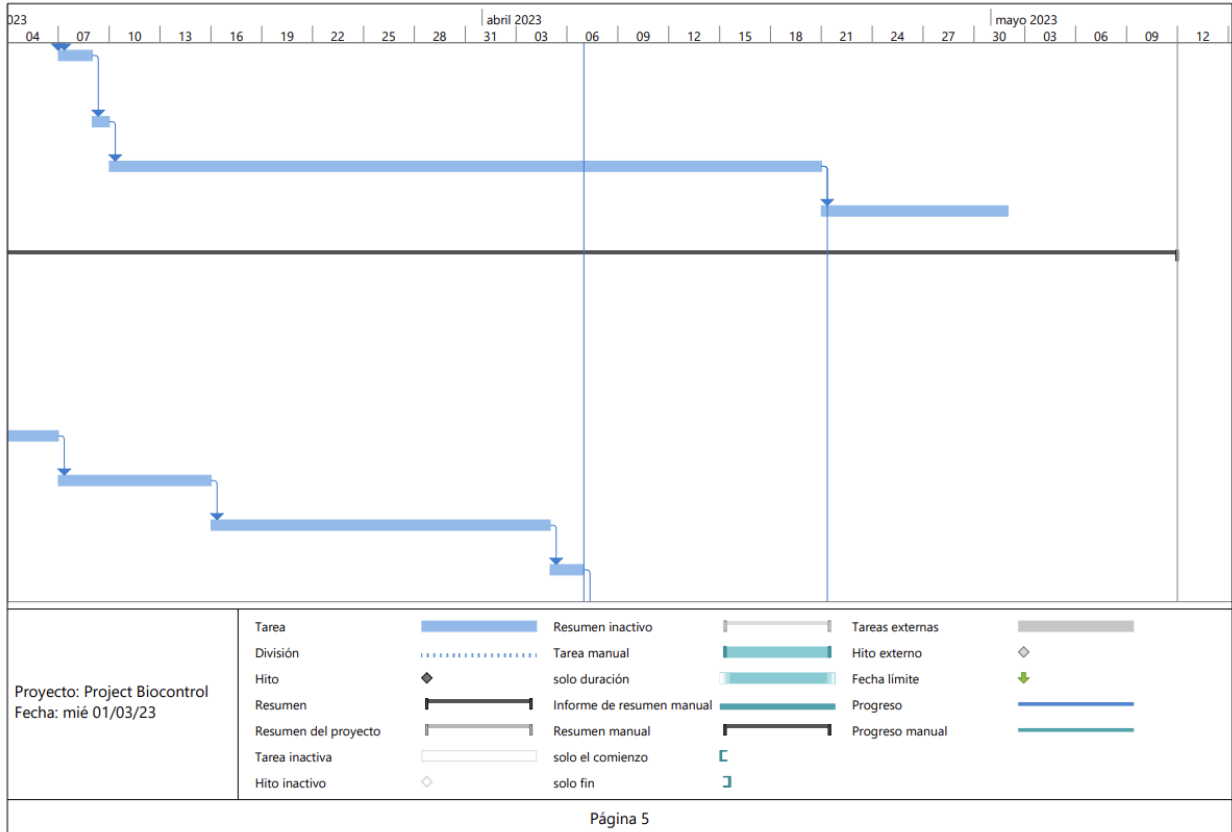 023
abril 2023
mayo 2023
04 07 10 13 16 19 22 25 28 31 03 06 09 12 15 18 21 24 27 30 03 06 09 12
Proyecto: Project Biocontrol
Fecha: mié 01/03/23
Tarea
División
Hito
Resumen
Resumen del proyecto
Tarea inactiva
Hito inactivo
Resumen inactivo
Tarea manual
solo duración
Informe de resumen manual
Resumen manual
solo el comienzo
solo fin
Tareas externas
Hito externo
Fecha límite
Progreso
Progreso manual
Página 5